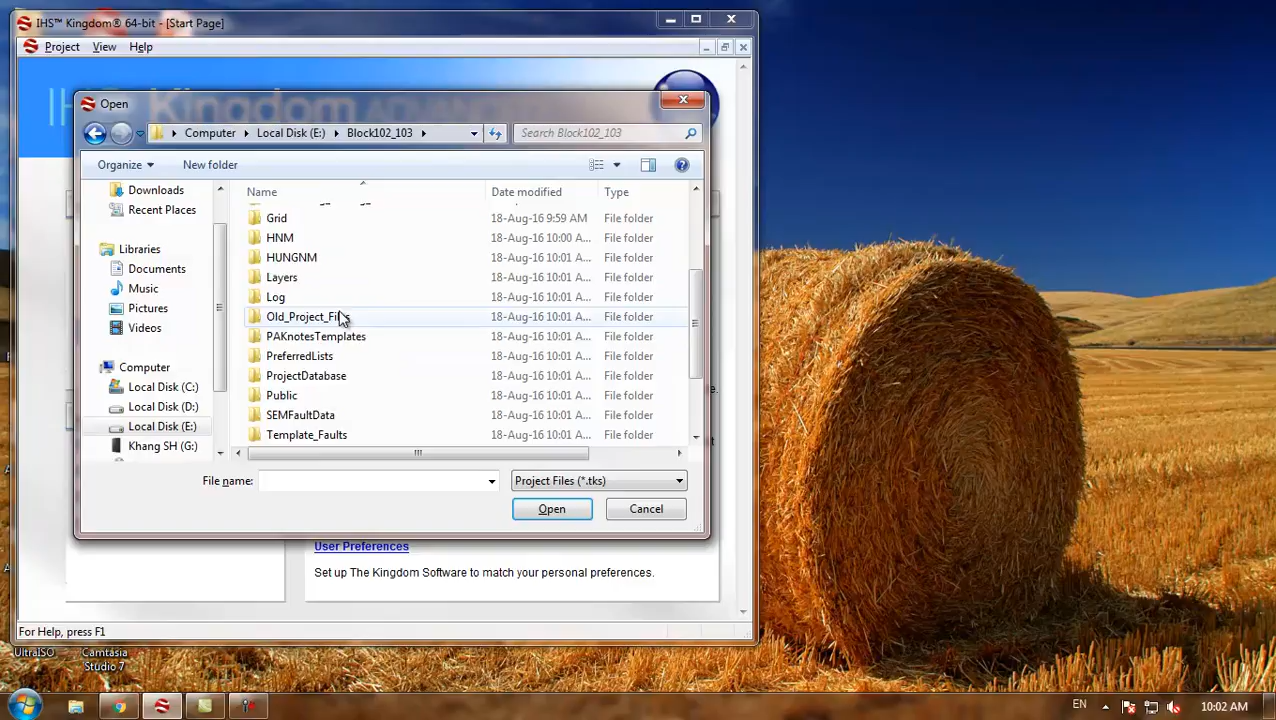 IHS™ Kingdom® 64-bit - [Start Page]
Project View Help
Open
Computer Local Disk (E:) Block102_103
Search Block102_103
Organize New folder
Name Date modified Type
Downloads
Recent Places
Libraries
Documents
Music
Pictures
Videos
Computer
Local Disk (C:)
Local Disk (D:)
Local Disk (E:)
Khang SH (G:)
Grid 18-Aug-16 9:59 AM File folder
HNM 18-Aug-16 10:00 A... File folder
HUNGNM 18-Aug-16 10:01 A... File folder
Layers 18-Aug-16 10:01 A... File folder
Log 18-Aug-16 10:01 A... File folder
Old_Project_Files 18-Aug-16 10:01 A... File folder
PAKnotesTemplates 18-Aug-16 10:01 A... File folder
PreferredLists 18-Aug-16 10:01 A... File folder
ProjectDatabase 18-Aug-16 10:01 A... File folder
Public 18-Aug-16 10:01 A... File folder
SEMFaultData 18-Aug-16 10:01 A... File folder
Template_Faults 18-Aug-16 10:01 A... File folder
File name: Project Files (*.tks)
Open Cancel
User Preferences
Set up The Kingdom Software to match your personal preferences.
For Help, press F1
UltraISO
Camtasia
Studio 7
EN 10:02 AM